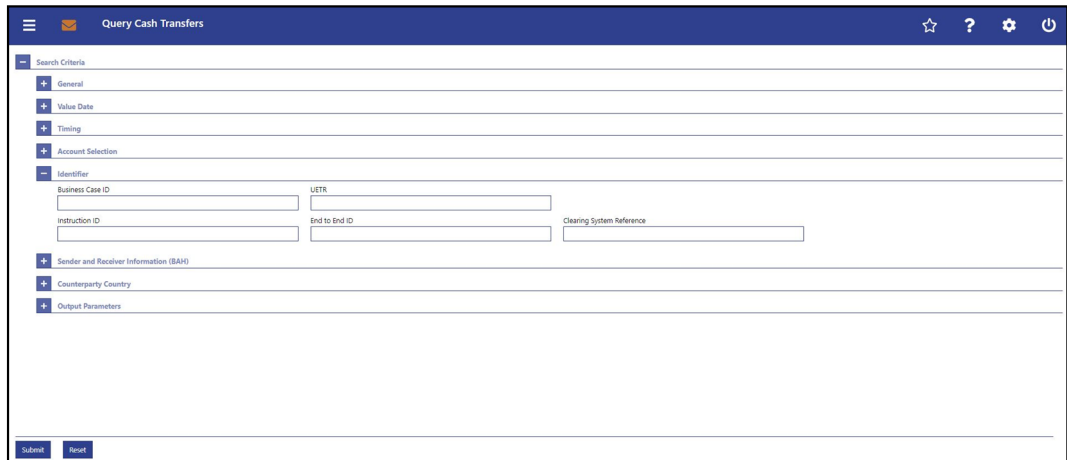 Query Cash Transfers
Search Criteria
General
Value Date
Timing
Account Selection
Identifier
Business Case ID UETR
Instruction ID End to End ID Clearing System Reference
Sender and Receiver Information (BAH)
Counterparty Country
Output Parameters
Submit Reset